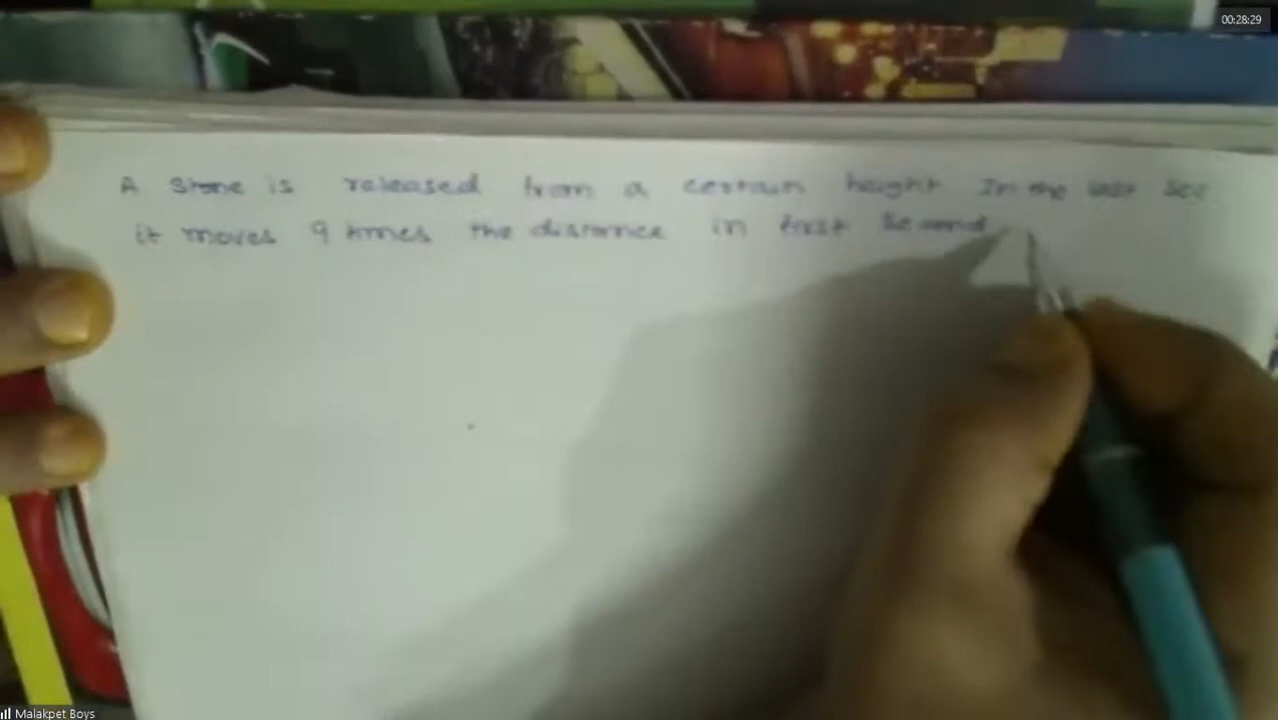 00:28:29
A Stone is released from a certain height In the last sec
it moves 9 times the distance in first Second
Malakpet Boys